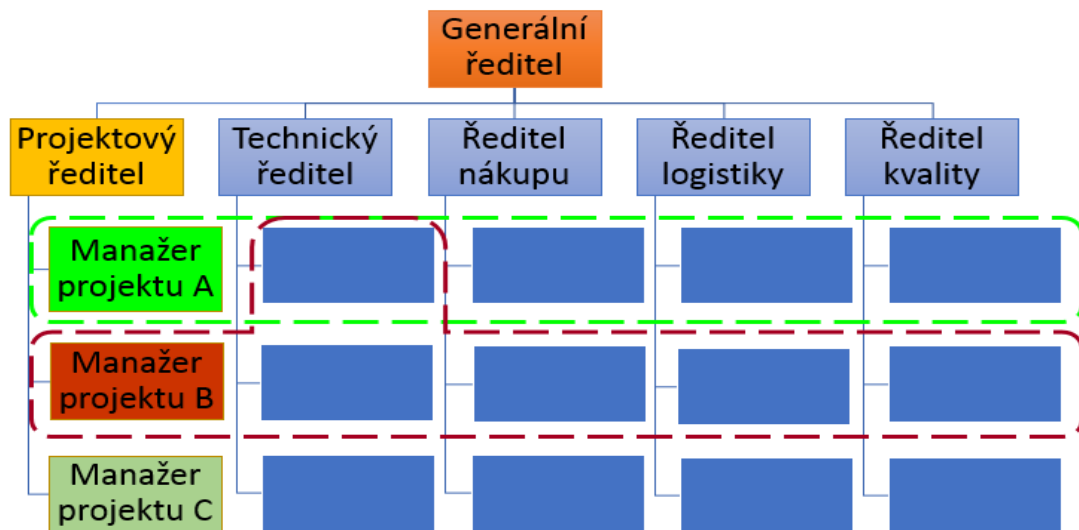 Generální
ředitel
Projektový
ředitel
Technický
ředitel
Ředitel
nákupu
Ředitel
logistiky
Ředitel
kvality
Manažer
projektu A
Manažer
projektu B
Manažer
projektu C